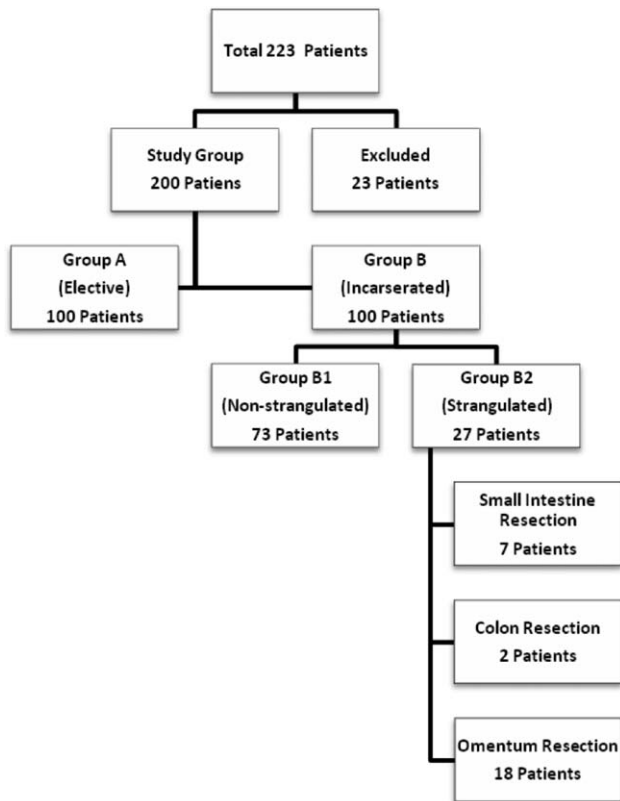 Total 223 Patients
Study Group
200 Patiens
Excluded
23 Patients
Group A
(Elective)
100 Patients
Group B
(Incarserated)
100 Patients
Group B1
(Non-strangulated)
73 Patients
Group B2
(Strangulated)
27 Patients
Small Intestine
Resection
7 Patients
Colon Resection
2 Patients
Omentum Resection
18 Patients